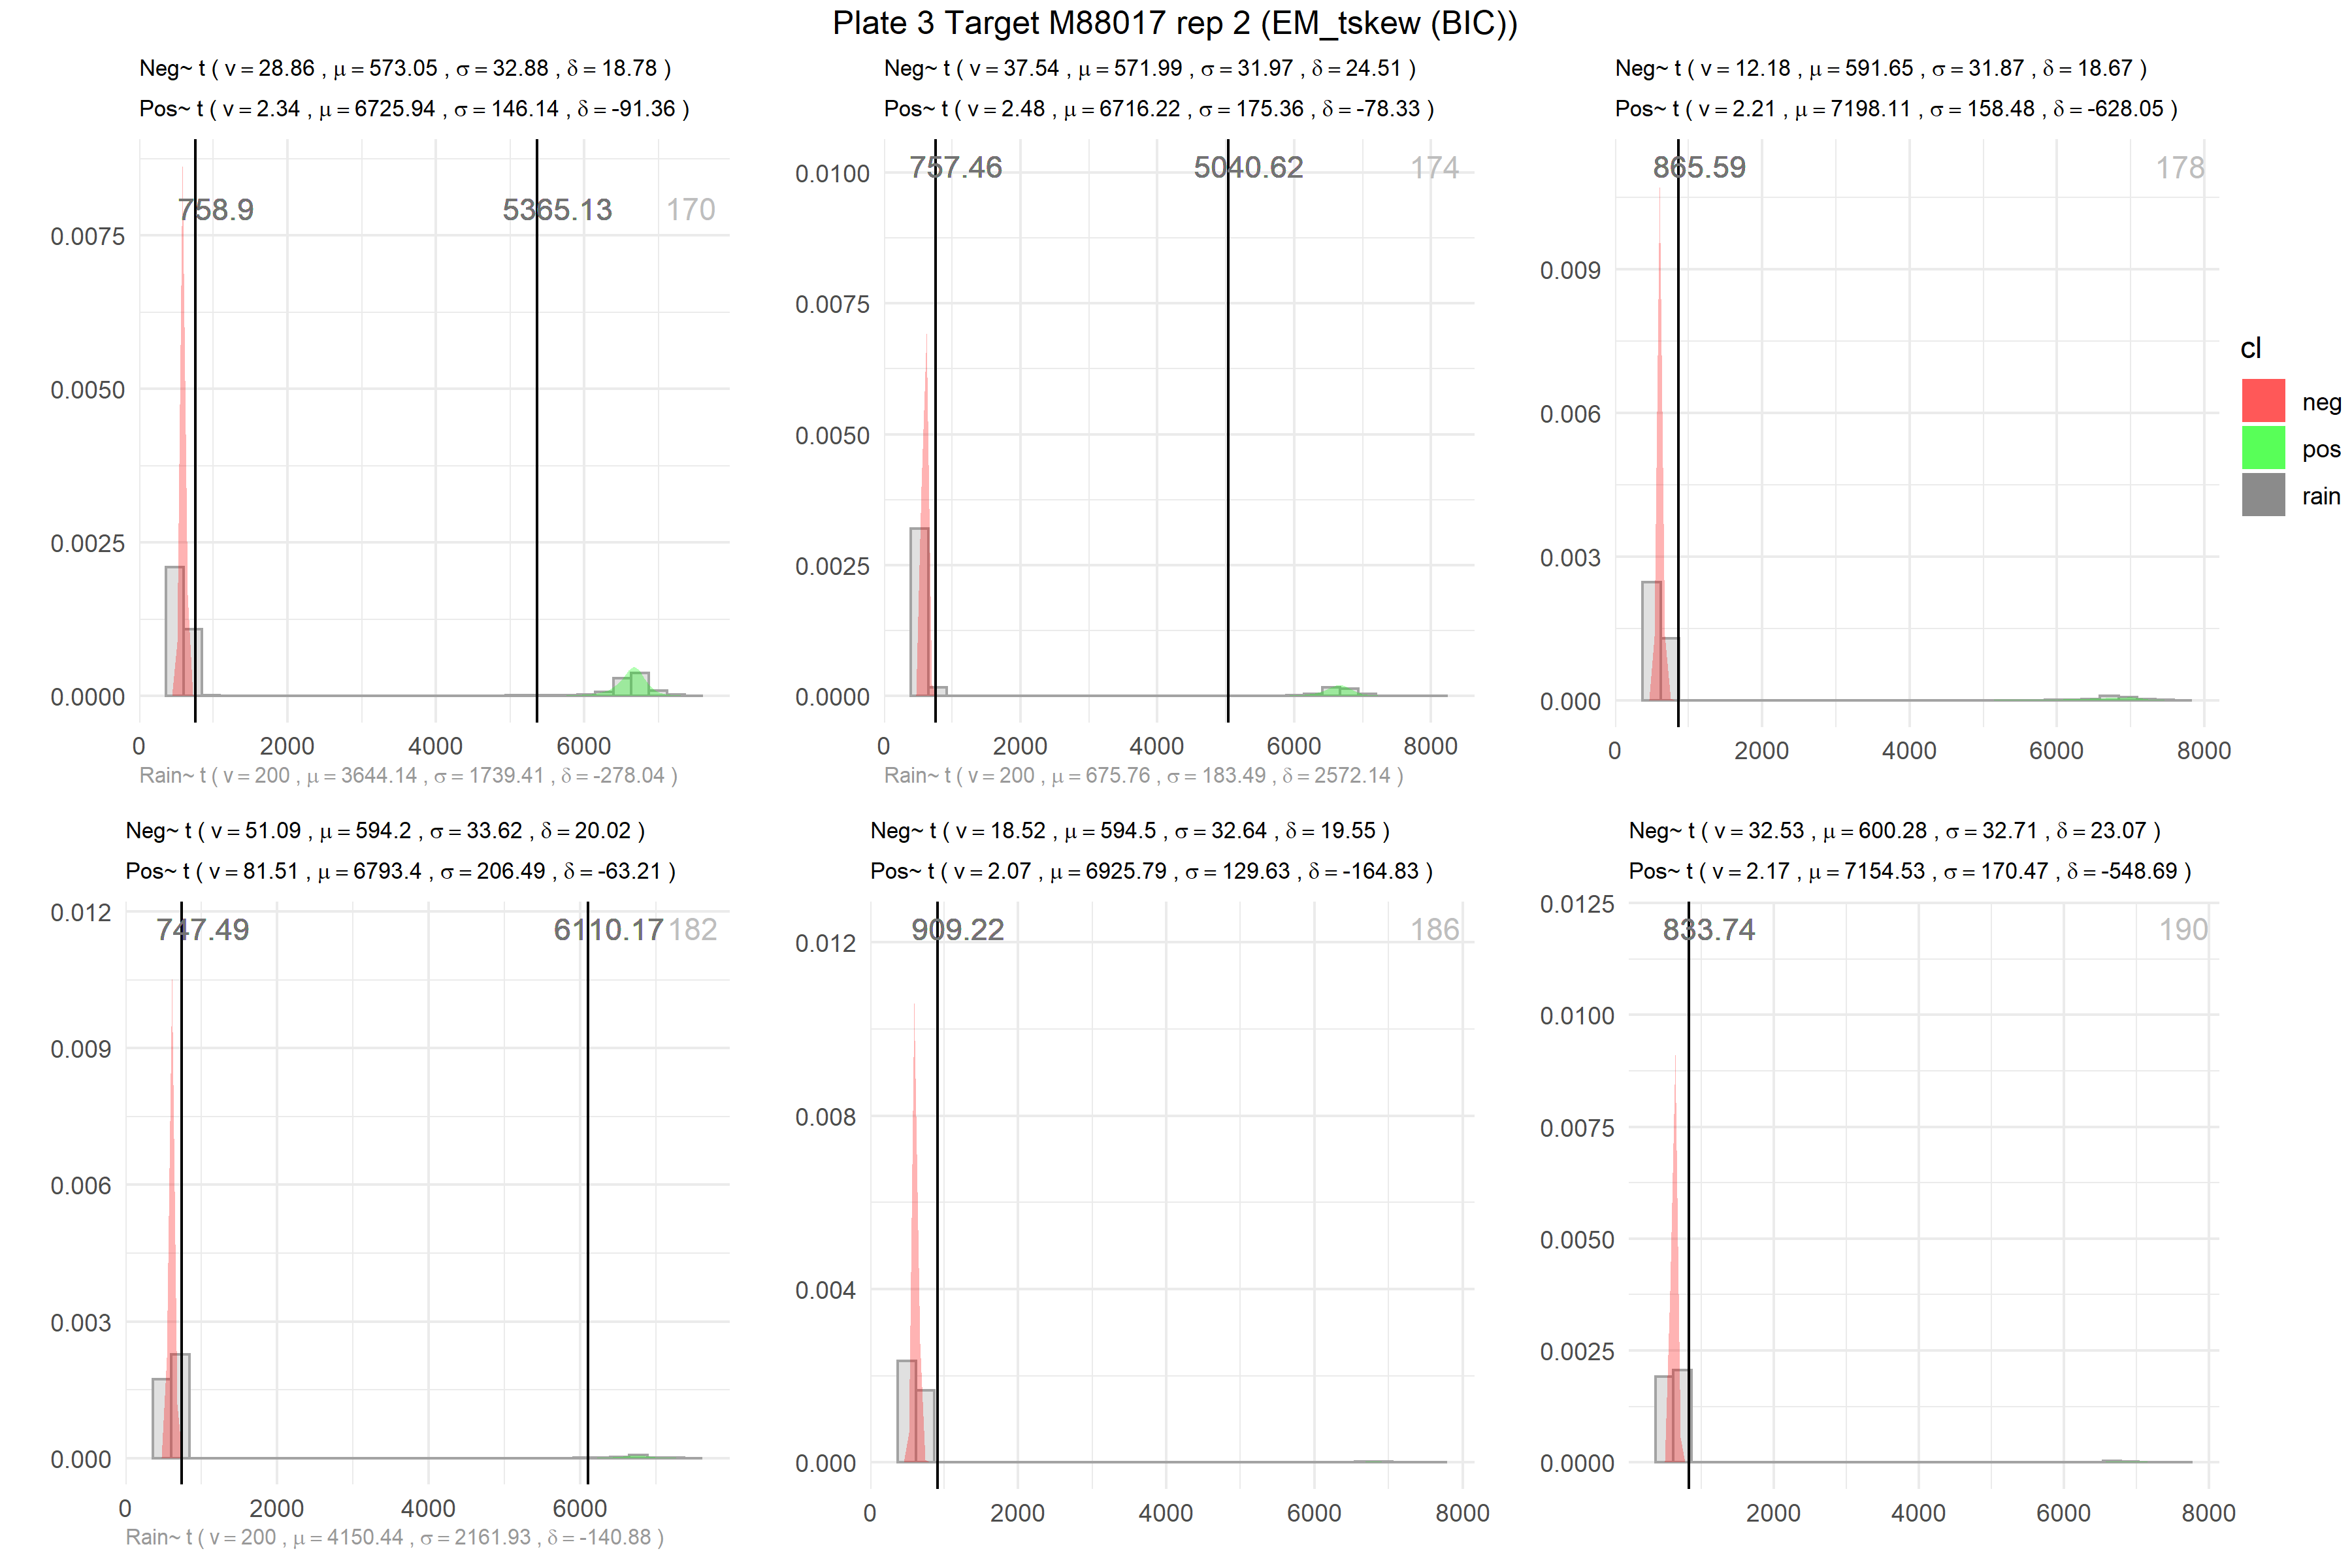 Plate 3 Target M88017 rep 2 (EM_tskew (BIC))
Neg~ t ( v = 28.86 , μ = 573.05 , σ = 32.88 , δ = 18.78 )
Pos~ t ( v = 2.34 , μ = 6725.94 , σ = 146.14 , δ = -91.36 )
758.9 5365.13 170
0.0075
0.0050
0.0025
0.0000
0 2000 4000 6000
Rain~ t ( v = 200 , μ = 3644.14 , σ = 1739.41 , δ = -278.04 )
Neg~ t ( v = 37.54 , μ = 571.99 , σ = 31.97 , δ = 24.51 )
Pos~ t ( v = 2.48 , μ = 6716.22 , σ = 175.36 , δ = -78.33 )
757.46 5040.62 174
0.0100
0.0075
0.0050
0.0025
0.0000
0 2000 4000 6000 8000
Rain~ t ( v = 200 , μ = 675.76 , σ = 183.49 , δ = 2572.14 )
Neg~ t ( v = 12.18 , μ = 591.65 , σ = 31.87 , δ = 18.67 )
Pos~ t ( v = 2.21 , μ = 7198.11 , σ = 158.48 , δ = -628.05 )
865.59 178
0.009
0.006
0.003
0.000
0 2000 4000 6000 8000
cl
neg
pos
rain
Neg~ t ( v = 51.09 , μ = 594.2 , σ = 33.62 , δ = 20.02 )
Pos~ t ( v = 81.51 , μ = 6793.4 , σ = 206.49 , δ = -63.21 )
747.49 6110.17 182
0.012
0.009
0.006
0.003
0.000
0 2000 4000 6000
Rain~ t ( v = 200 , μ = 4150.44 , σ = 2161.93 , δ = -140.88 )
Neg~ t ( v = 18.52 , μ = 594.5 , σ = 32.64 , δ = 19.55 )
Pos~ t ( v = 2.07 , μ = 6925.79 , σ = 129.63 , δ = -164.83 )
909.22 186
0.012
0.008
0.004
0.000
0 2000 4000 6000 8000
Neg~ t ( v = 32.53 , μ = 600.28 , σ = 32.71 , δ = 23.07 )
Pos~ t ( v = 2.17 , μ = 7154.53 , σ = 170.47 , δ = -548.69 )
833.74 190
0.0125
0.0100
0.0075
0.0050
0.0025
0.0000
2000 4000 6000 8000